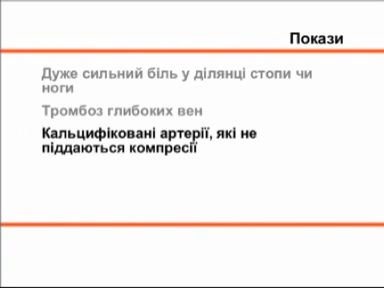 Покази
Дуже сильний біль у ділянці стопи чи
ноги
Тромбоз глибоких вен
Кальцифіковані артерії, які не
піддаються компресії